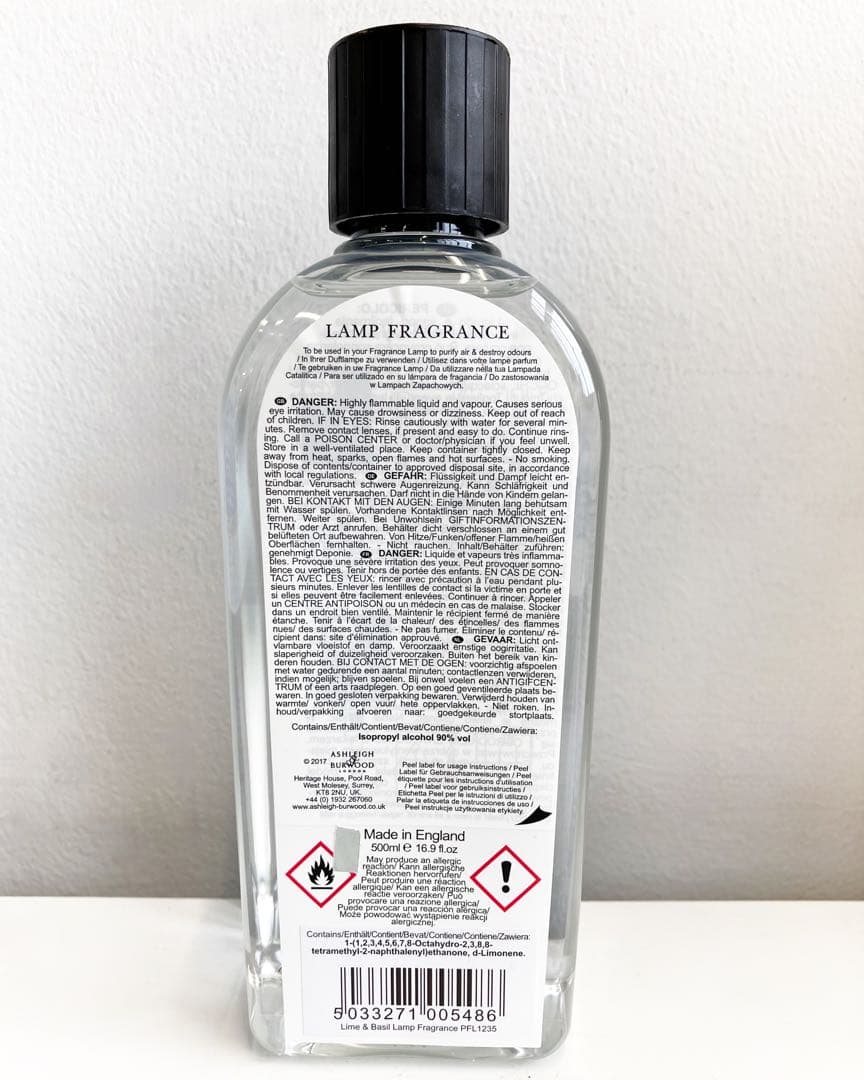 LAMP FRAGRANCE
To be used in your Fragrance Lamp to purify air & destroy odours
/ In Ihrer Duftlampe zu verwenden / Utilisez dans votre lampe parfum
/ Te gebruiken in uw Fragrance Lamp / Da utilizzare nella tua Lampada
Catalitica / Para ser utilizado en su lámpara de fragancia / Do zastosowania
w Lampach Zapachowych.
GB DANGER: Highly flammable liquid and vapour. Causes serious
eye irritation. May cause drowsiness or dizziness. Keep out of reach
of children. IF IN EYES: Rinse cautiously with water for several min-
utes. Remove contact lenses, if present and easy to do. Continue rins-
ing. Call a POISON CENTER or doctor/physician if you feel unwell.
Store in a well-ventilated place. Keep container tightly closed. Keep
away from heat, sparks, open flames and hot surfaces. - No smoking.
Dispose of contents/container to approved disposal site, in accordance
with local regulations. DE GEFAHR: Flüssigkeit und Dampf leicht en-
tzündbar. Verursacht schwere Augenreizung. Kann Schläfrigkeit und
Benommenheit verursachen. Darf nicht in die Hände von Kindern gelan-
gen. BEI KONTAKT MIT DEN AUGEN: Einige Minuten lang behutsam
mit Wasser spülen. Vorhandene Kontaktlinsen nach Möglichkeit ent-
fernen. Weiter spülen. Bei Unwohlsein GIFTINFORMATIONSZEN-
TRUM oder Arzt anrufen. Behälter dicht verschlossen an einem gut
belüfteten Ort aufbewahren. Von Hitze/Funken/offener Flamme/heißen
Oberflächen fernhalten. - Nicht rauchen. Inhalt/Behälter zuführen:
genehmigt Deponie. FR DANGER: Liquide et vapeurs très inflamma-
bles. Provoque une sévère irritation des yeux. Peut provoquer somno-
lence ou vertiges. Tenir hors de portée des enfants. EN CAS DE CON-
TACT AVEC LES YEUX: rincer avec précaution à l'eau pendant plu-
sieurs minutes. Enlever les lentilles de contact si la victime en porte et
si elles peuvent être facilement enlevées. Continuer à rincer. Appeler
un CENTRE ANTIPOISON ou un médecin en cas de malaise. Stocker
dans un endroit bien ventilé. Maintenir le récipient fermé de manière
étanche. Tenir à l'écart de la chaleur/ des étincelles/ des flammes
nues/ des surfaces chaudes. - Ne pas fumer. Éliminer le contenu/ ré-
cipient dans: site d'élimination approuvé. NL GEVAAR: Licht ont-
vlambare vloeistof en damp. Veroorzaakt ernstige oogirritatie. Kan
slaperigheid of duizeligheid veroorzaken. Buiten het bereik van kin-
deren houden. BIJ CONTACT MET DE OGEN: voorzichtig afspoelen
met water gedurende een aantal minuten; contactlenzen verwijderen,
indien mogelijk; blijven spoelen. Bij onwel voelen een ANTIGIFCEN-
TRUM of een arts raadplegen. Op een goed geventileerde plaats be-
waren. In goed gesloten verpakking bewaren. Verwijderd houden van
warmte/ vonken/ open vuur/ hete oppervlakken. - Niet roken. In-
houd/verpakking afvoeren naar: goedgekeurde stortplaats.
Contains/Enthält/Contient/Bevat/Contiene/Contiene/Zawiera:
Isopropyl alcohol 90% vol
© 2017 ASHLEIGH & BURWOOD
LONDON
Heritage House, Pool Road,
West Molesey, Surrey,
KT8 2NU, UK.
+44 (0) 1932 267060
www.ashleigh-burwood.co.uk
Peel label for usage instructions / Peel
Label für Gebrauchsanweisungen / Peel
étiquette pour les instructions d'utilisation
/ Peel label voor gebruiksinstructies /
Etichetta Peel per le istruzioni di utilizzo /
Pelar la etiqueta de instrucciones de uso /
Peel instrukcje użytkowania etykiety.
Made in England
500ml e 16.9 fl.oz
May produce an allergic
reaction/ Kann allergische
Reaktionen hervorrufen/
Peut produire une réaction
allergique/ Kan een allergische
reactie veroorzaken/ Può
provocare una reazione allergica/
Puede provocar una reacción alérgica/
Może powodować wystąpienie reakcji
alergicznej.
Contains/Enthält/Contient/Bevat/Contiene/Contiene/Zawiera:
1-(1,2,3,4,5,6,7,8-Octahydro-2,3,8,8-
tetramethyl-2-naphthalenyl)ethanone, d-Limonene.
5 033271 005486
Lime & Basil Lamp Fragrance PFL1235